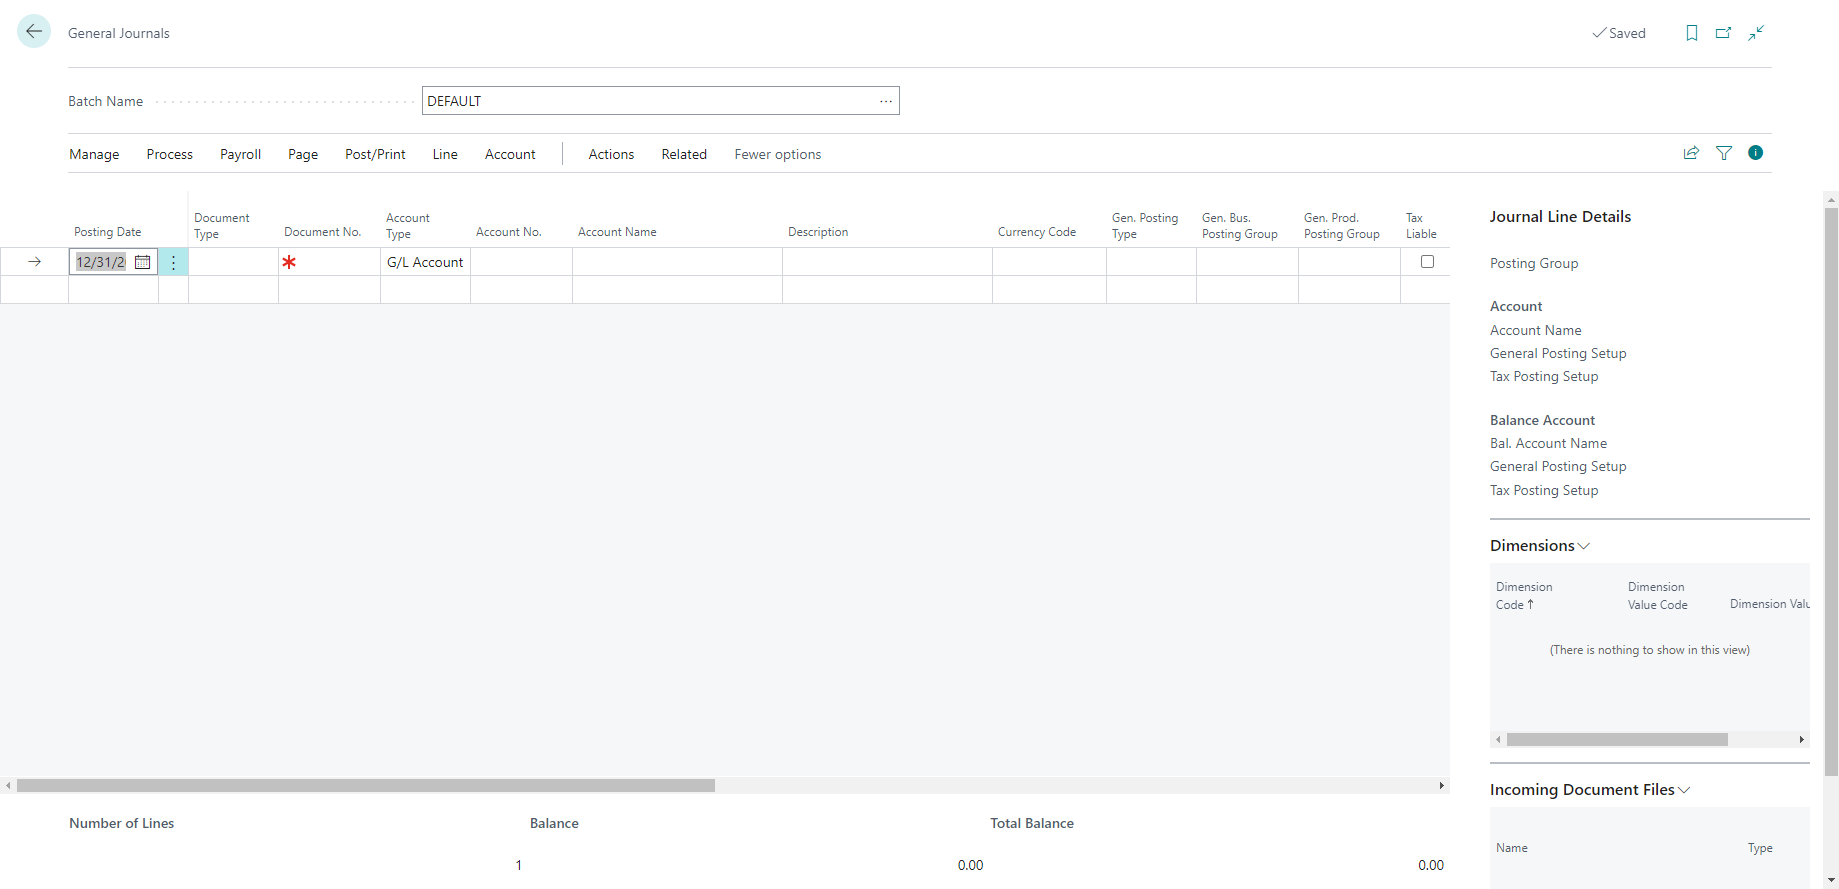 General Journals
Saved
Batch Name
DEFAULT
Manage Process Payroll Page Post/Print Line Account Actions Related Fewer options
Posting Date
Document
Type
Document No.
Account
Type
Account No.
Account Name
Description
Currency Code
Gen. Posting
Type
Gen. Bus.
Posting Group
Gen. Prod.
Posting Group
Tax
Liable
12/31/2
G/L Account
Number of Lines
1
Balance
0.00
Total Balance
0.00
Journal Line Details
Posting Group
Account
Account Name
General Posting Setup
Tax Posting Setup
Balance Account
Bal. Account Name
General Posting Setup
Tax Posting Setup
Dimensions
Dimension
Code
Dimension
Value Code
Dimension Valu
(There is nothing to show in this view)
Incoming Document Files
Name Type